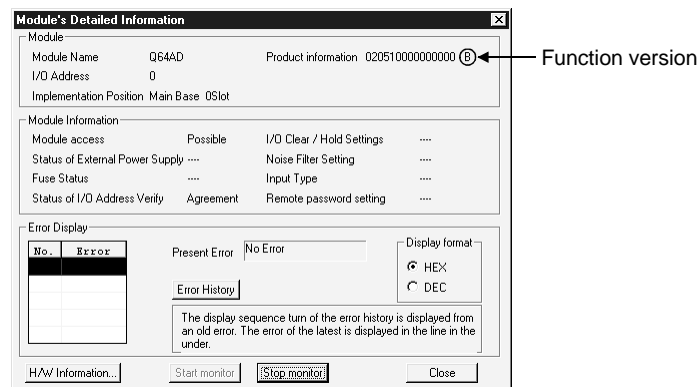 Module's Detailed Information
Module
Module Name Q64AD Product information 020510000000000 B Function version
I/O Address 0
Implementation Position Main Base 0Slot
Module Information
Module access Possible I/O Clear / Hold Settings ----
Status of External Power Supply ---- Noise Filter Setting ----
Fuse Status ---- Input Type ----
Status of I/O Address Verify Agreement Remote password setting ----
Error Display
No. Error
Present Error No Error
Display format
HEX
DEC
Error History
The display sequence turn of the error history is displayed from
an old error. The error of the latest is displayed in the line in the
under.
H/W Information... Start monitor Stop monitor Close